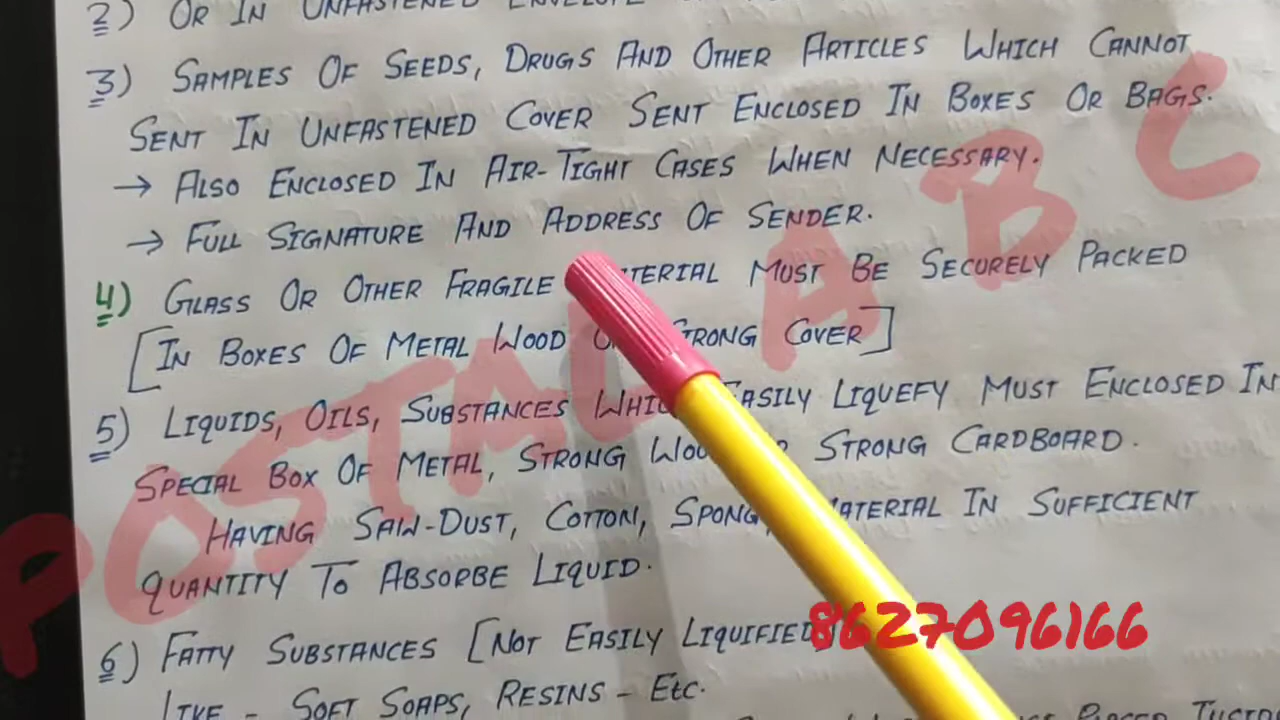 2) OR IN UNFASTENED ENVELOPE
3) SAMPLES OF SEEDS, DRUGS AND OTHER ARTICLES WHICH CANNOT
SENT IN UNFASTENED COVER SENT ENCLOSED IN BOXES OR BAGS.
→ ALSO ENCLOSED IN AIR-TIGHT CASES WHEN NECESSARY.
→ FULL SIGNATURE AND ADDRESS OF SENDER.
4) GLASS OR OTHER FRAGILE MATERIAL MUST BE SECURELY PACKED
[IN BOXES OF METAL WOOD OR STRONG COVER]
5) LIQUIDS, OILS, SUBSTANCES WHICH EASILY LIQUEFY MUST ENCLOSED IN
SPECIAL BOX OF METAL, STRONG WOOD OR STRONG CARDBOARD.
HAVING SAW-DUST, COTTON, SPONGY MATERIAL IN SUFFICIENT
QUANTITY TO ABSORBE LIQUID.
6) FATTY SUBSTANCES [NOT EASILY LIQUIFIED]
LIKE - SOFT SOAPS, RESINS - ETC.
POSTAL ABC
8627096166